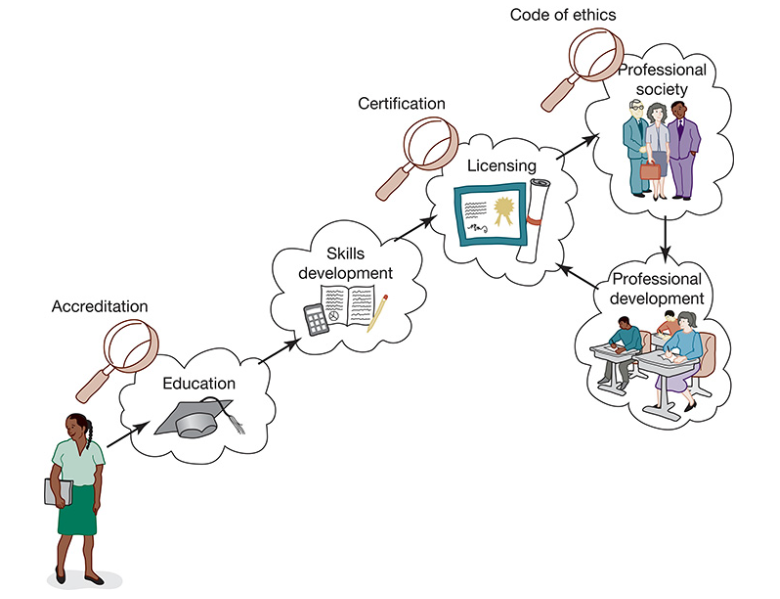 Code of ethics
Professional
society
Certification
Licensing
Skills
development
Professional
development
Accreditation
Education